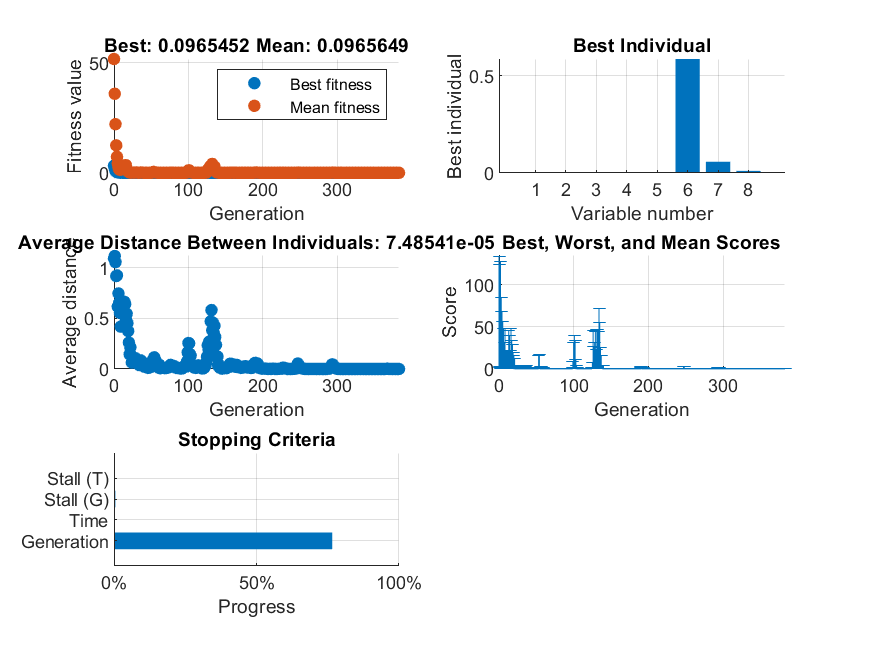 Best: 0.0965452 Mean: 0.0965649
Fitness value
50
0
Best fitness
Mean fitness
0 100 200 300
Generation
Best Individual
Best individual
0.5
0
1 2 3 4 5 6 7 8
Variable number
Average Distance Between Individuals: 7.48541e-05
Average distance
1
0.5
0
0 100 200 300
Generation
Best, Worst, and Mean Scores
Score
100
50
0
0 100 200 300
Generation
Stopping Criteria
Stall (T)
Stall (G)
Time
Generation
0% 50% 100%
Progress